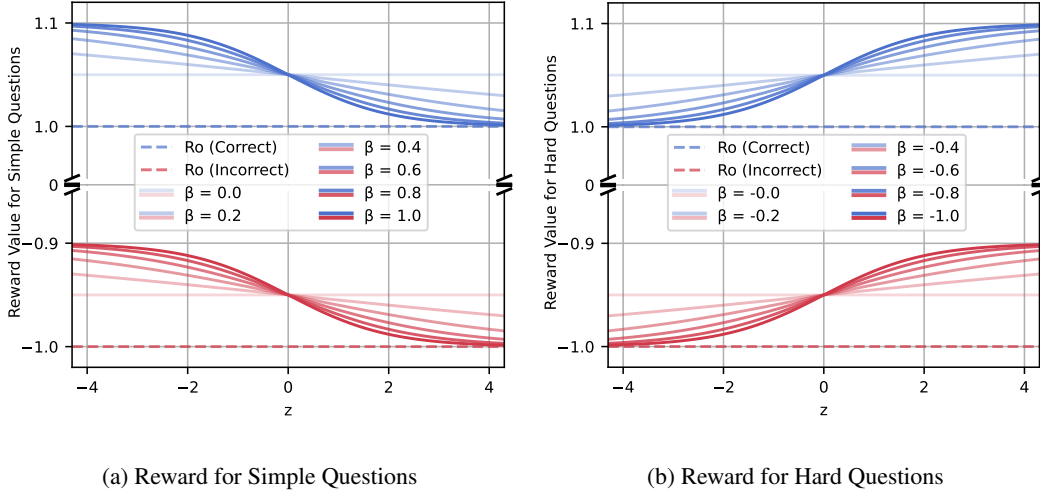 Reward Value for Simple Questions
1.1
1.0
0
−0.9
−1.0
Ro (Correct)
Ro (Incorrect)
β = 0.0
β = 0.2
β = 0.4
β = 0.6
β = 0.8
β = 1.0
−4
−2
0
2
4
z
(a) Reward for Simple Questions
Reward Value for Hard Questions
1.1
1.0
0
−0.9
−1.0
Ro (Correct)
Ro (Incorrect)
β = -0.0
β = -0.2
β = -0.4
β = -0.6
β = -0.8
β = -1.0
−4
−2
0
2
4
z
(b) Reward for Hard Questions